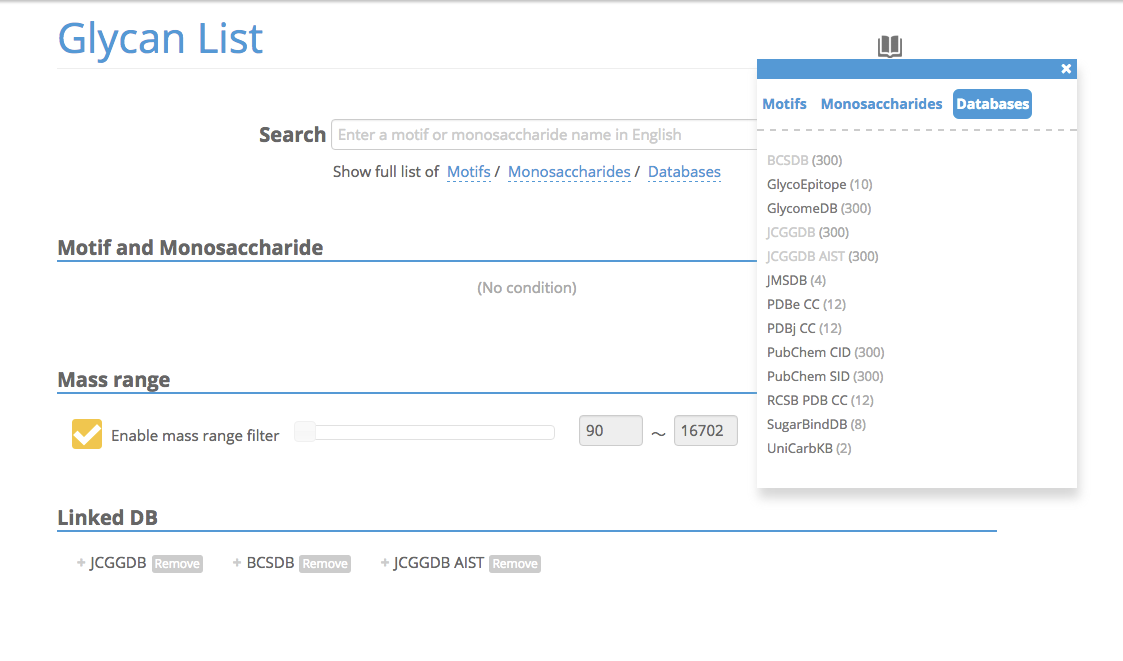 Glycan List
Search Enter a motif or monosaccharide name in English
Show full list of Motifs / Monosaccharides / Databases
Motif and Monosaccharide
(No condition)
Mass range
Enable mass range filter 90 ~ 16702
Linked DB
+ JCGGDB Remove + BCSDB Remove + JCGGDB AIST Remove
Motifs Monosaccharides Databases
BCSDB (300)
GlycoEpitope (10)
GlycomeDB (300)
JCGGDB (300)
JCGGDB AIST (300)
JMSDB (4)
PDBe CC (12)
PDBj CC (12)
PubChem CID (300)
PubChem SID (300)
RCSB PDB CC (12)
SugarBindDB (8)
UniCarbKB (2)